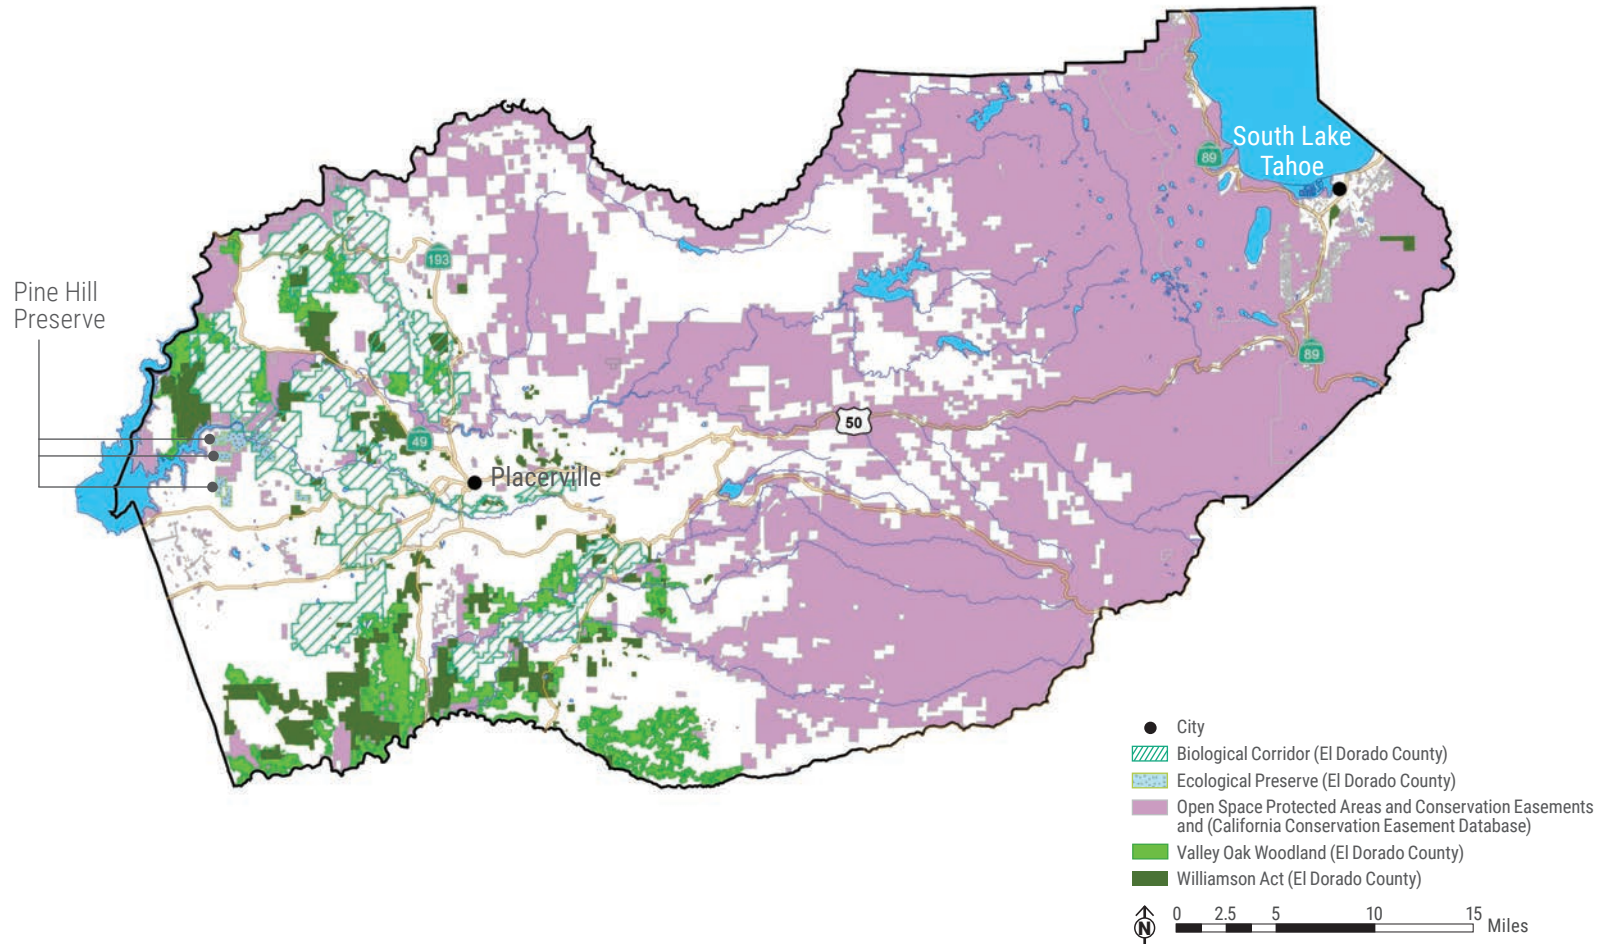 South Lake
Tahoe
89
193
Pine Hill
Preserve
89
50
49
Placerville
City
Biological Corridor (El Dorado County)
Ecological Preserve (El Dorado County)
Open Space Protected Areas and Conservation Easements
and (California Conservation Easement Database)
Valley Oak Woodland (El Dorado County)
Williamson Act (El Dorado County)
N
0 2.5 5 10 15 Miles